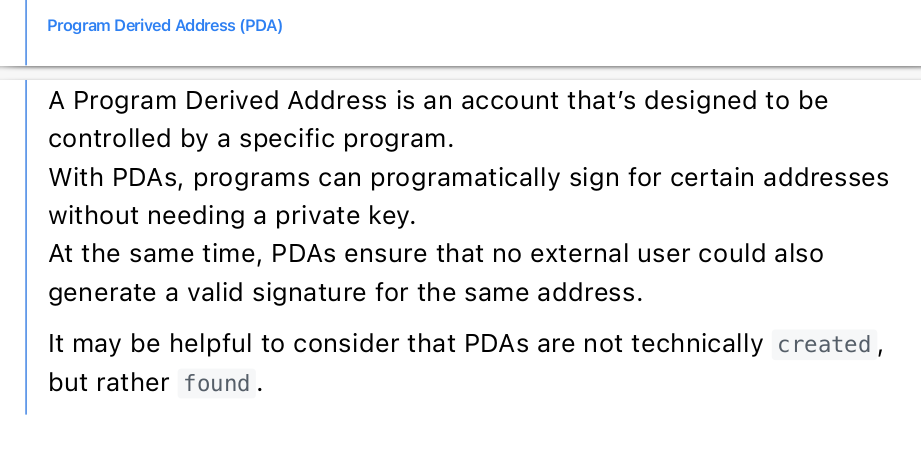 Program Derived Address (PDA)
A Program Derived Address is an account that’s designed to be
controlled by a specific program.
With PDAs, programs can programatically sign for certain addresses
without needing a private key.
At the same time, PDAs ensure that no external user could also
generate a valid signature for the same address.
It may be helpful to consider that PDAs are not technically created,
but rather found.